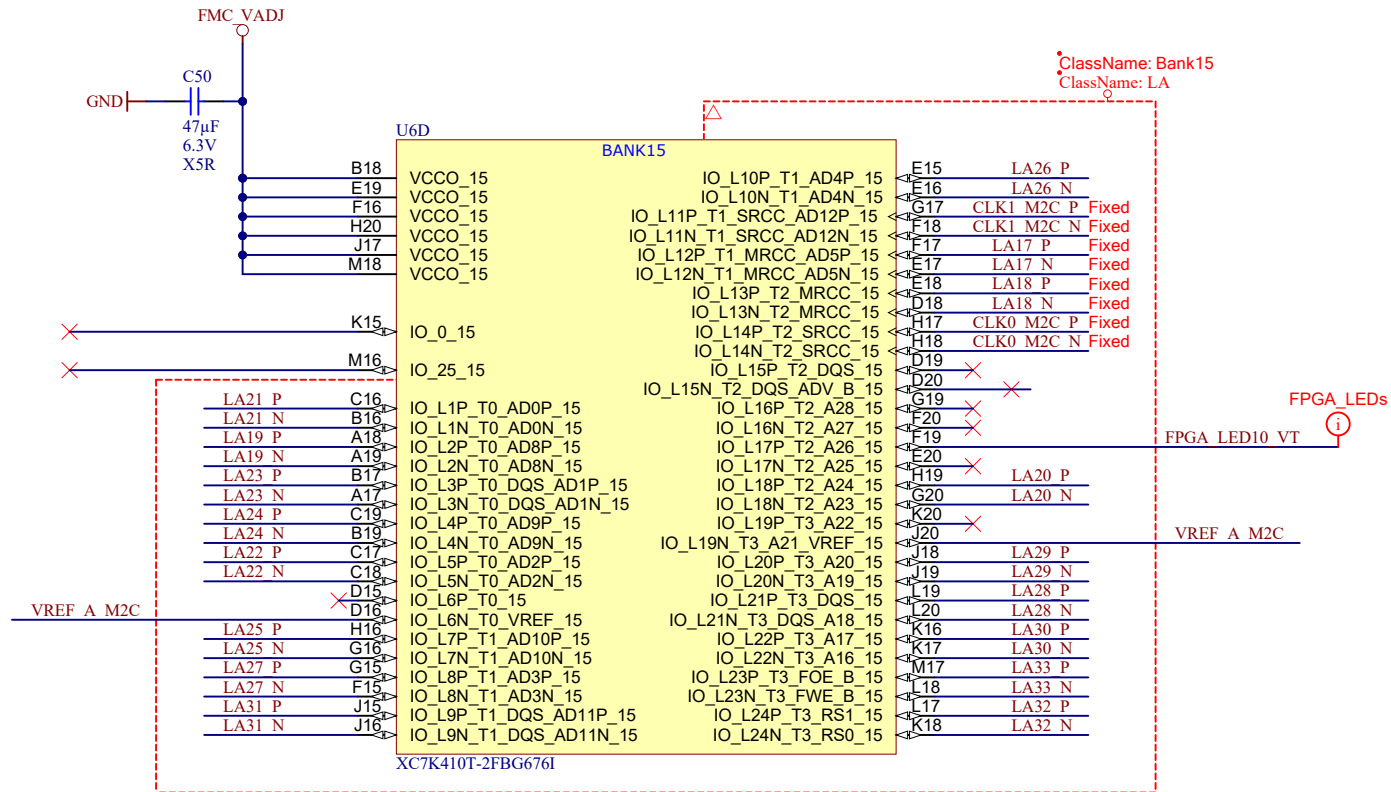 FMC_VADJ
ClassName: Bank15
ClassName: LA
C50
GND
47µF
6.3V
X5R
U6D
BANK15
B18 VCCO_15
E19 VCCO_15
F16 VCCO_15
H20 VCCO_15
J17 VCCO_15
M18 VCCO_15
K15 IO_0_15
M16 IO_25_15
LA21_P C16 IO_L1P_T0_AD0P_15
LA21_N B16 IO_L1N_T0_AD0N_15
LA19_P A18 IO_L2P_T0_AD8P_15
LA19_N A19 IO_L2N_T0_AD8N_15
LA23_P B17 IO_L3P_T0_DQS_AD1P_15
LA23_N A17 IO_L3N_T0_DQS_AD1N_15
LA24_P C19 IO_L4P_T0_AD9P_15
LA24_N B19 IO_L4N_T0_AD9N_15
LA22_P C17 IO_L5P_T0_AD2P_15
LA22_N C18 IO_L5N_T0_AD2N_15
D15 IO_L6P_T0_15
VREF_A_M2C D16 IO_L6N_T0_VREF_15
LA25_P H16 IO_L7P_T1_AD10P_15
LA25_N G16 IO_L7N_T1_AD10N_15
LA27_P G15 IO_L8P_T1_AD3P_15
LA27_N F15 IO_L8N_T1_AD3N_15
LA31_P J15 IO_L9P_T1_DQS_AD11P_15
LA31_N J16 IO_L9N_T1_DQS_AD11N_15
IO_L10P_T1_AD4P_15 E15 LA26_P
IO_L10N_T1_AD4N_15 E16 LA26_N
IO_L11P_T1_SRCC_AD12P_15 G17 CLK1_M2C_P Fixed
IO_L11N_T1_SRCC_AD12N_15 F18 CLK1_M2C_N Fixed
IO_L12P_T1_MRCC_AD5P_15 F17 LA17_P Fixed
IO_L12N_T1_MRCC_AD5N_15 E17 LA17_N Fixed
IO_L13P_T2_MRCC_15 E18 LA18_P Fixed
IO_L13N_T2_MRCC_15 D18 LA18_N Fixed
IO_L14P_T2_SRCC_15 H17 CLK0_M2C_P Fixed
IO_L14N_T2_SRCC_15 H18 CLK0_M2C_N Fixed
IO_L15P_T2_DQS_15 D19
IO_L15N_T2_DQS_ADV_B_15 D20
IO_L16P_T2_A28_15 G19
IO_L16N_T2_A27_15 F20
IO_L17P_T2_A26_15 F19 FPGA_LED10_VT
FPGA_LEDs
i
IO_L17N_T2_A25_15 E20
IO_L18P_T2_A24_15 H19 LA20_P
IO_L18N_T2_A23_15 G20 LA20_N
IO_L19P_T3_A22_15 K20
IO_L19N_T3_A21_VREF_15 J20 VREF_A_M2C
IO_L20P_T3_A20_15 J18 LA29_P
IO_L20N_T3_A19_15 J19 LA29_N
IO_L21P_T3_DQS_15 L19 LA28_P
IO_L21N_T3_DQS_A18_15 L20 LA28_N
IO_L22P_T3_A17_15 K16 LA30_P
IO_L22N_T3_A16_15 K17 LA30_N
IO_L23P_T3_FOE_B_15 M17 LA33_P
IO_L23N_T3_FWE_B_15 L18 LA33_N
IO_L24P_T3_RS1_15 L17 LA32_P
IO_L24N_T3_RS0_15 K18 LA32_N
XC7K410T-2FBG676I